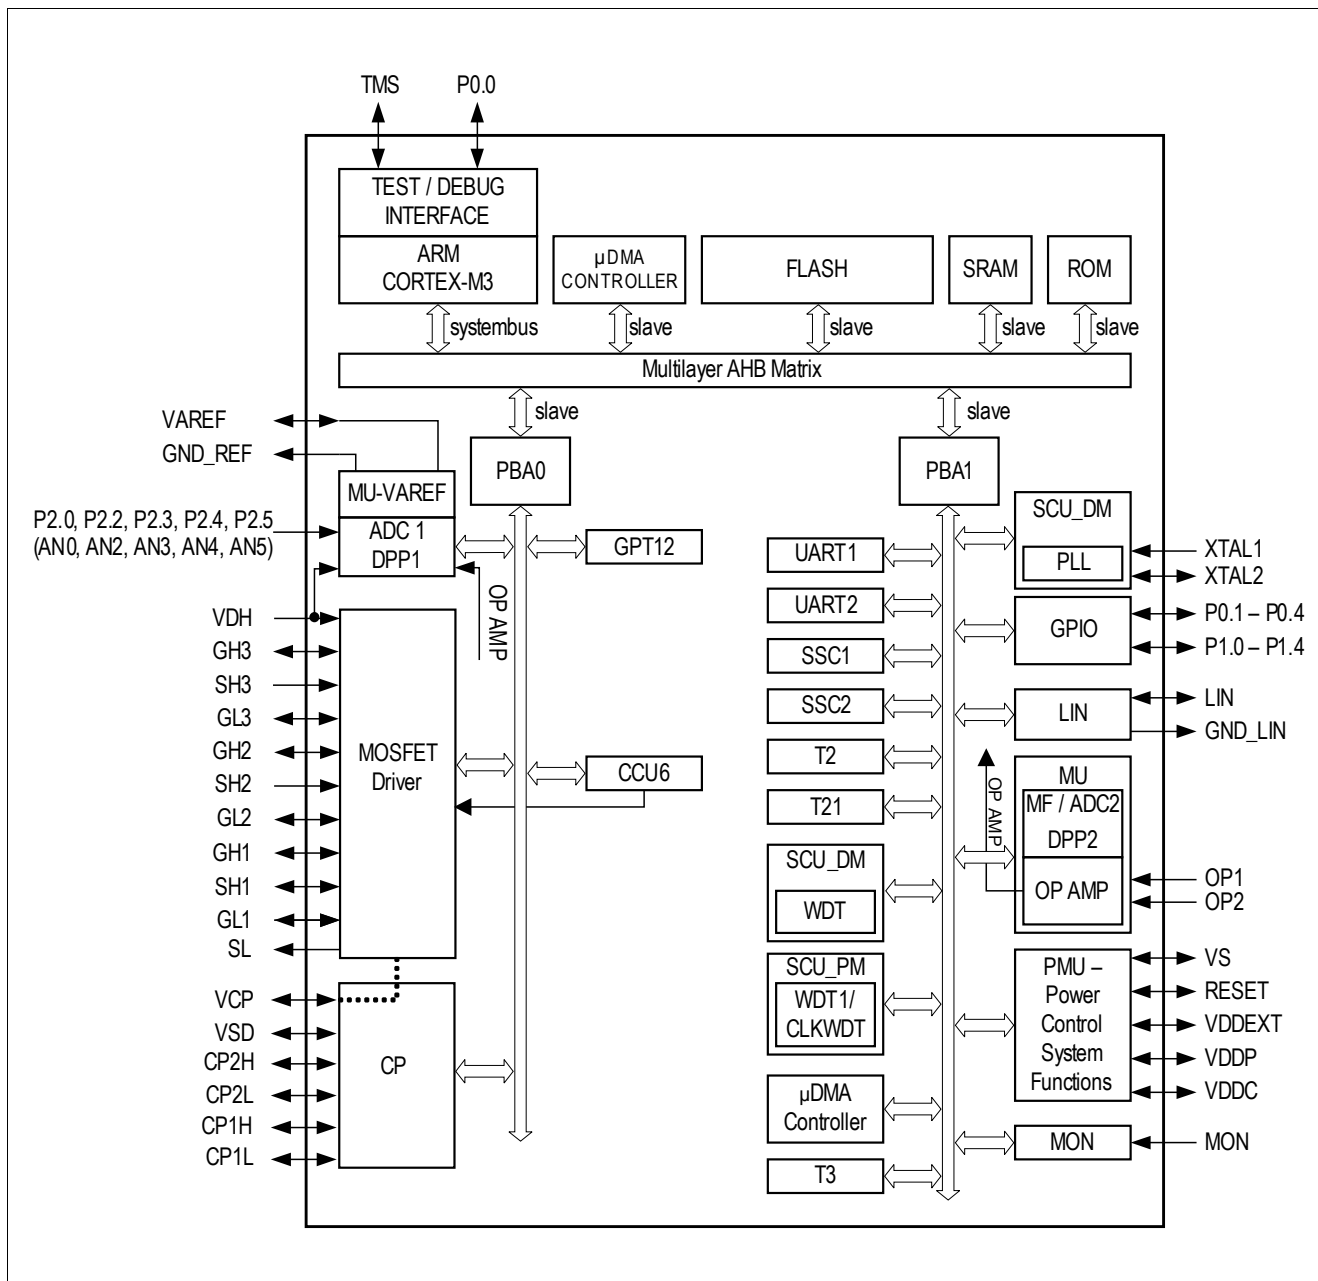 TMS
P0.0
TEST / DEBUG
INTERFACE
ARM
CORTEX-M3
µDMA
CONTROLLER
FLASH
SRAM
ROM
systembus
slave
slave
slave
slave
Multilayer AHB Matrix
slave
slave
VAREF
GND_REF
PBA0
PBA1
MU-VAREF
P2.0, P2.2, P2.3, P2.4, P2.5
(AN0, AN2, AN3, AN4, AN5)
ADC 1
DPP1
GPT12
OP AMP
VDH
GH3
SH3
GL3
GH2
SH2
GL2
GH1
SH1
GL1
SL
MOSFET
Driver
CCU6
VCP
VSD
CP2H
CP2L
CP1H
CP1L
CP
UART1
UART2
SSC1
SSC2
T2
T21
SCU_DM
WDT
SCU_PM
WDT1/
CLKWDT
µDMA
Controller
T3
SCU_DM
PLL
XTAL1
XTAL2
GPIO
P0.1 – P0.4
P1.0 – P1.4
LIN
LIN
GND_LIN
OP AMP
MU
MF / ADC2
DPP2
OP AMP
OP1
OP2
PMU –
Power
Control
System
Functions
VS
RESET
VDDEXT
VDDP
VDDC
MON
MON